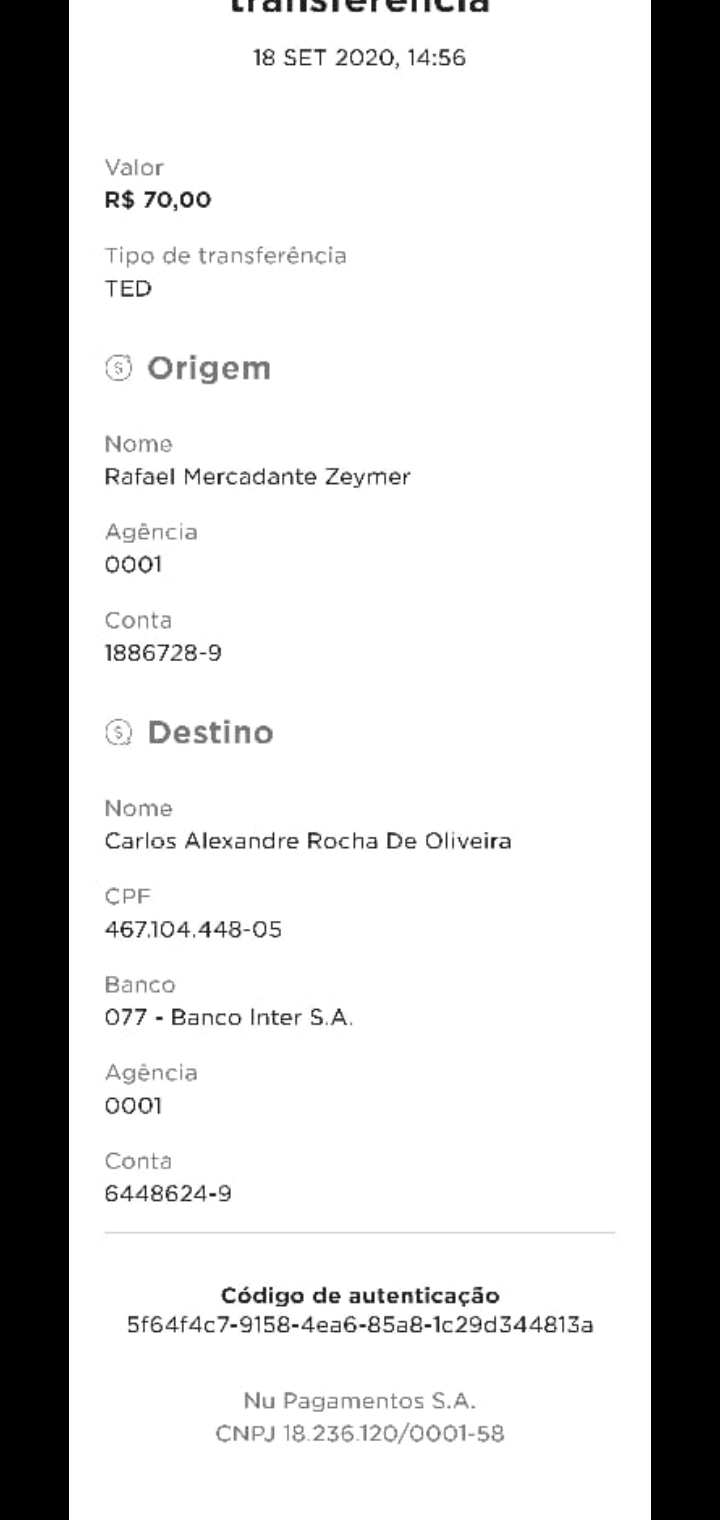 transferência
18 SET 2020, 14:56
Valor
R$ 70,00
Tipo de transferência
TED
Origem
Nome
Rafael Mercadante Zeymer
Agência
0001
Conta
1886728-9
Destino
Nome
Carlos Alexandre Rocha De Oliveira
CPF
467.104.448-05
Banco
077 - Banco Inter S.A.
Agência
0001
Conta
6448624-9
Código de autenticação
5f64f4c7-9158-4ea6-85a8-1c29d344813a
Nu Pagamentos S.A.
CNPJ 18.236.120/0001-58